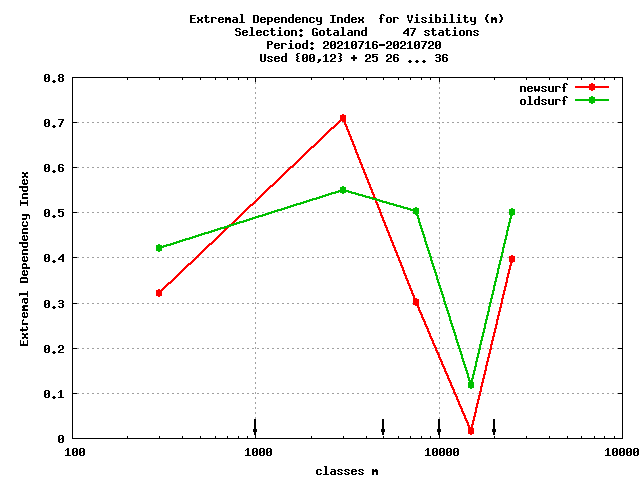 Extremal Dependency Index  for Visibility (m)
Selection: Gotaland     47 stations
Period: 20210716-20210720
Used {00,12} + 25 26 ... 36
newsurf
oldsurf
0.8
0.7
0.6
0.5
0.4
0.3
0.2
0.1
0
Extremal Dependency Index
100 1000 10000 10000
classes m